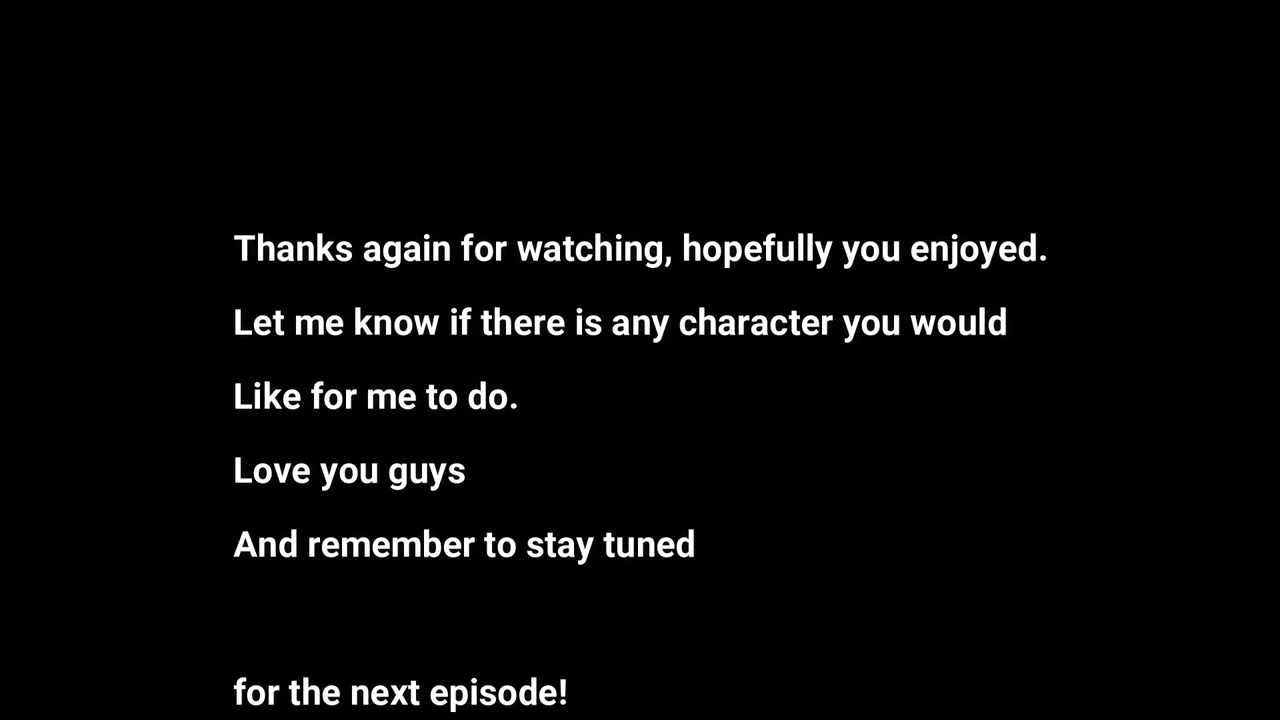 Thanks again for watching, hopefully you enjoyed.
Let me know if there is any character you would
Like for me to do.
Love you guys
And remember to stay tuned
for the next episode!